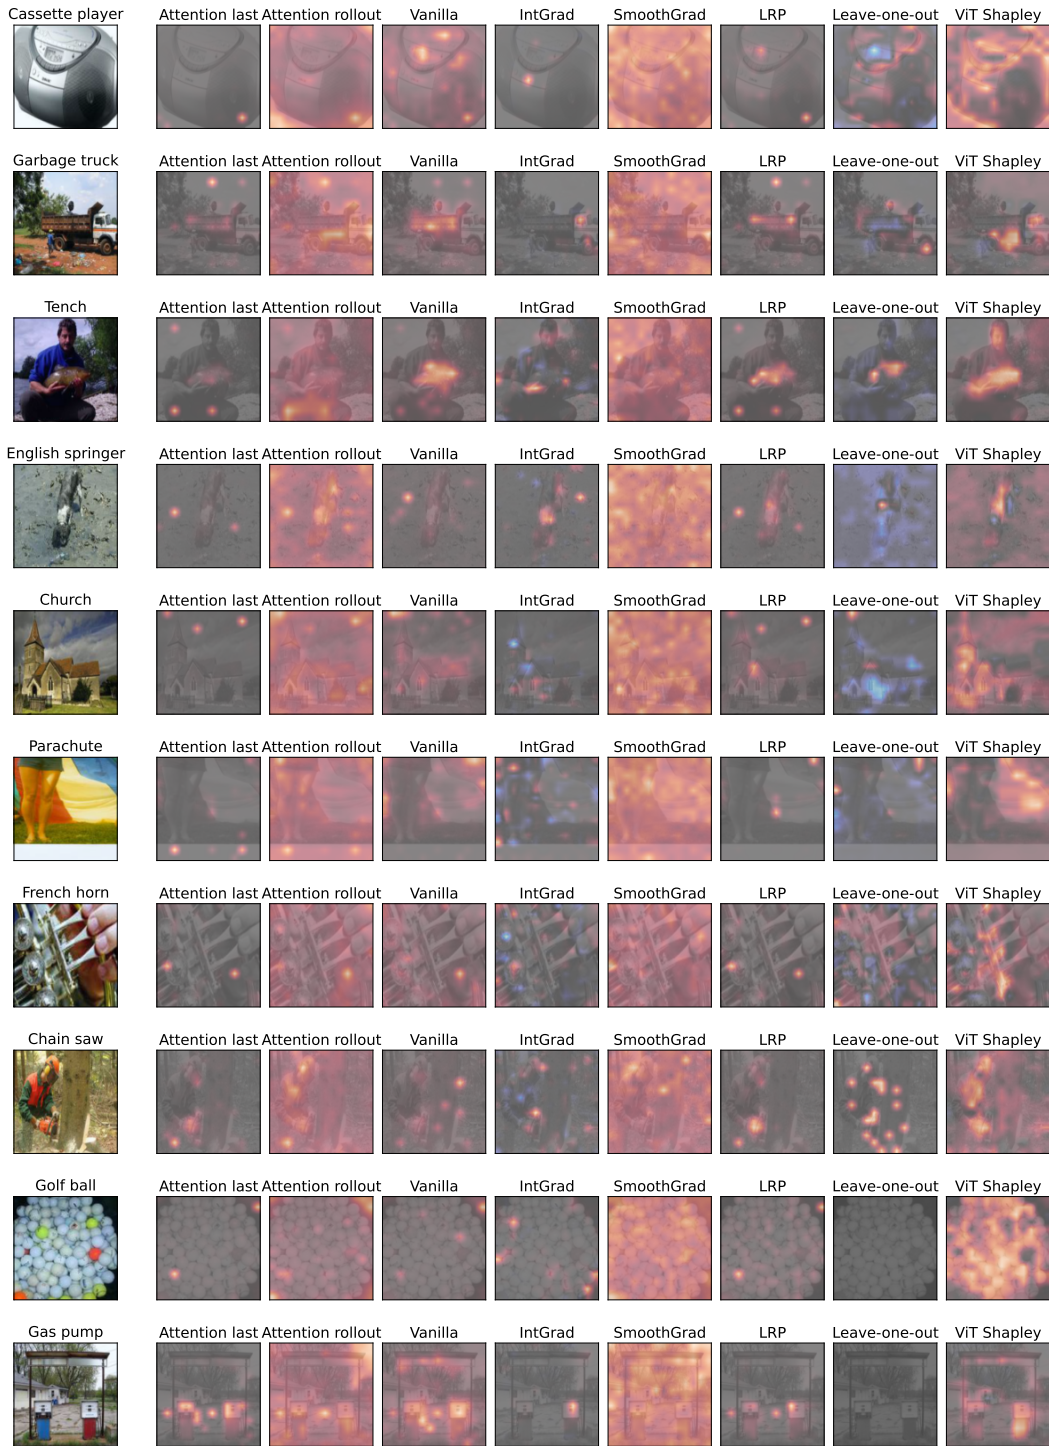 Cassette player Attention last Attention rollout Vanilla IntGrad SmoothGrad LRP Leave-one-out ViT Shapley
Garbage truck Attention last Attention rollout Vanilla IntGrad SmoothGrad LRP Leave-one-out ViT Shapley
Tench Attention last Attention rollout Vanilla IntGrad SmoothGrad LRP Leave-one-out ViT Shapley
English springer Attention last Attention rollout Vanilla IntGrad SmoothGrad LRP Leave-one-out ViT Shapley
Church Attention last Attention rollout Vanilla IntGrad SmoothGrad LRP Leave-one-out ViT Shapley
Parachute Attention last Attention rollout Vanilla IntGrad SmoothGrad LRP Leave-one-out ViT Shapley
French horn Attention last Attention rollout Vanilla IntGrad SmoothGrad LRP Leave-one-out ViT Shapley
Chain saw Attention last Attention rollout Vanilla IntGrad SmoothGrad LRP Leave-one-out ViT Shapley
Golf ball Attention last Attention rollout Vanilla IntGrad SmoothGrad LRP Leave-one-out ViT Shapley
Gas pump Attention last Attention rollout Vanilla IntGrad SmoothGrad LRP Leave-one-out ViT Shapley